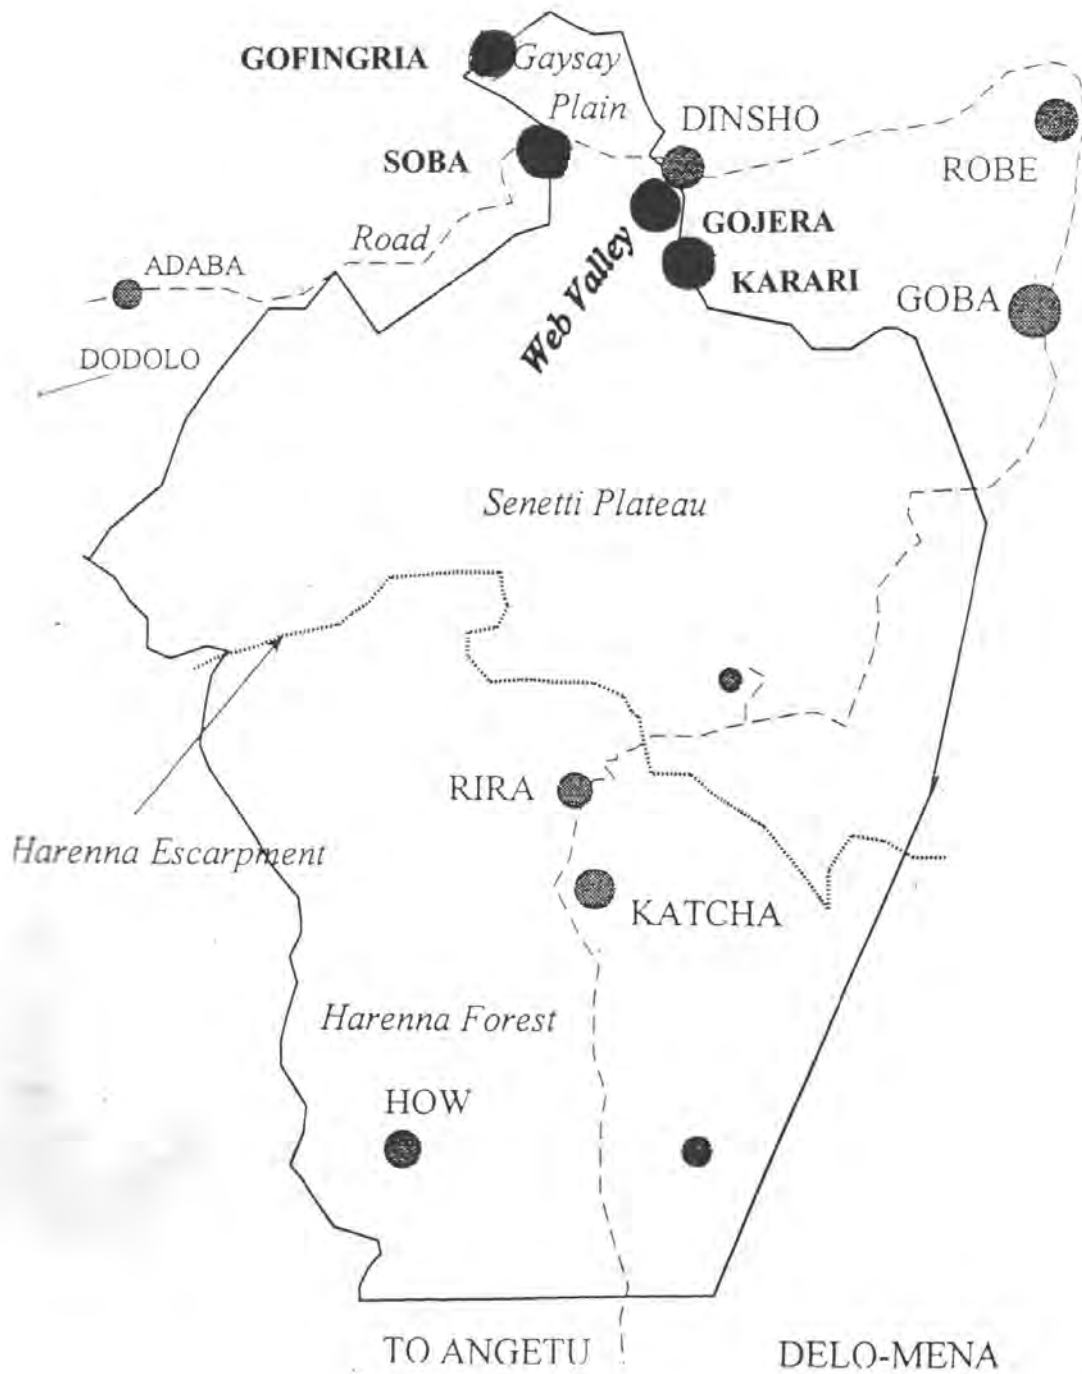 GOFINGRIA
Gaysay
Plain
DINSHO
SOBA
ROBE
GOJERA
Road
Web Valley
ADABA
KARARI
GOBA
DODOLO
Senetti Plateau
RIRA
Harenna Escarpment
KATCHA
Harenna Forest
HOW
TO ANGETU
DELO-MENA